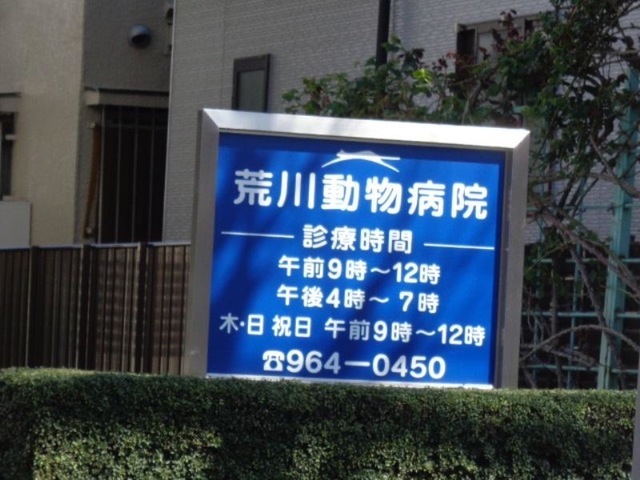 荒川動物病院
診療時間
午前9時〜12時
午後4時〜7時
木・日 祝日 午前9時〜12時
☎964-0450